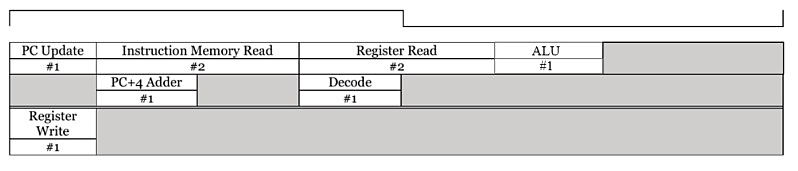 PC Update Instruction Memory Read Register Read ALU
#1 #2 #2 #1
PC+4 Adder Decode
#1 #1
Register
Write
#1